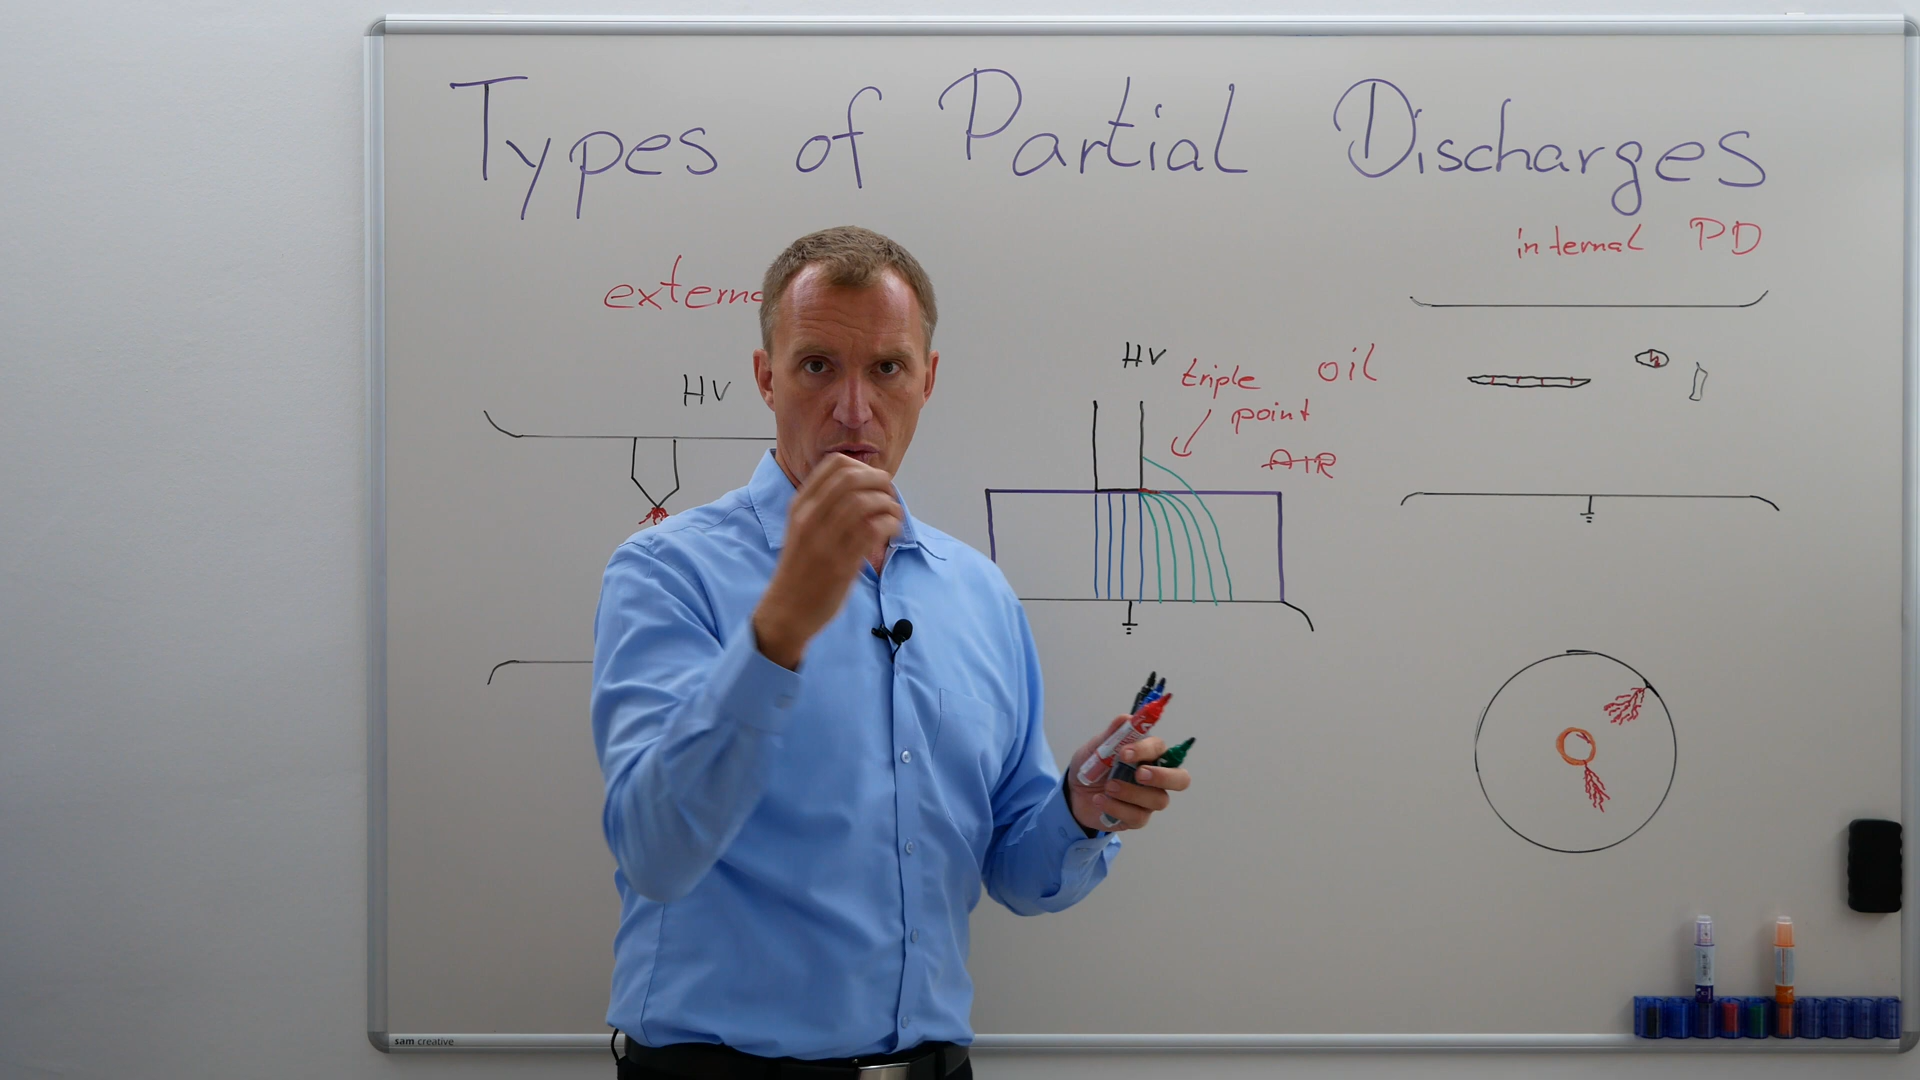 Types of Partial Discharges
internal PD
externa
HV
HV
triple
point
oil
AIR
sam creative